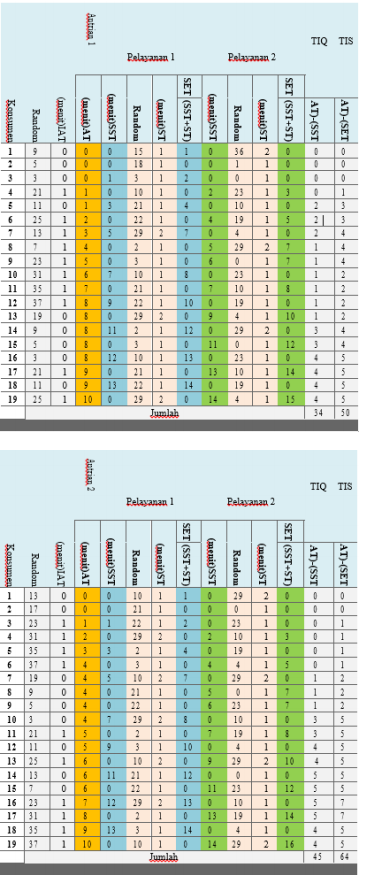 Antrian 1
Pelayanan 1 Pelayanan 2 TIQ TIS
Konsumen Random (menit)IAT (menit)AT (menit)SST Random (menit)ST SET (SST+ST) (menit)SST Random (menit)ST SET (SST+ST) AT)-(SST AT)-(SET
1 9 0 0 0 15 1 1 0 36 2 0 0 0
2 5 0 0 0 18 1 0 0 1 1 0 0 0
3 3 0 0 1 3 1 2 0 0 1 0 0 0
4 21 1 1 0 10 1 0 2 23 1 3 0 1
5 11 0 1 3 21 1 4 0 10 1 0 2 3
6 25 1 2 0 22 1 0 4 19 1 5 2 3
7 13 1 3 5 29 2 7 0 4 1 0 2 4
8 7 1 4 0 2 1 0 5 29 2 7 1 4
9 23 1 5 0 3 1 0 6 0 1 7 1 4
10 31 1 6 7 10 1 8 0 23 1 0 1 2
11 35 1 7 0 21 1 0 7 10 1 8 1 2
12 37 1 8 9 22 1 10 0 19 1 0 1 2
13 19 0 8 0 29 2 0 9 4 1 10 1 2
14 9 0 8 11 2 1 12 0 29 2 0 3 4
15 5 0 8 0 3 1 0 11 0 1 12 3 4
16 3 0 8 12 10 1 13 0 23 1 0 4 5
17 21 1 9 0 21 1 0 13 10 1 14 4 5
18 11 0 9 13 22 1 14 0 19 1 0 4 5
19 25 1 10 0 29 2 0 14 4 1 15 4 5
Jumlah 34 50
Antrian 2
Pelayanan 1 Pelayanan 2 TIQ TIS
Konsumen Random (menit)IAT (menit)AT (menit)SST Random (menit)ST SET (SST+ST) (menit)SST Random (menit)ST SET (SST+ST) AT)-(SST AT)-(SET
1 13 0 0 0 10 1 1 0 29 2 0 0 0
2 17 0 0 0 21 1 0 0 0 1 0 0 0
3 23 1 1 1 22 1 2 0 23 1 0 0 1
4 31 1 2 0 29 2 0 2 10 1 3 0 1
5 35 1 3 3 2 1 4 0 19 1 0 0 1
6 37 1 4 0 3 1 0 4 4 1 5 0 1
7 19 0 4 5 10 2 7 0 29 2 0 1 2
8 9 0 4 0 21 1 0 5 0 1 7 1 2
9 5 0 4 0 22 1 0 6 23 1 7 1 2
10 3 0 4 7 29 2 8 0 10 1 0 3 5
11 21 1 5 0 2 1 0 7 19 1 8 3 5
12 11 0 5 9 3 1 10 0 4 1 0 4 5
13 25 1 6 0 10 2 0 9 29 2 10 4 5
14 13 0 6 11 21 1 12 0 0 1 0 5 5
15 7 0 6 0 22 1 0 11 23 1 12 5 5
16 23 1 7 12 29 2 13 0 10 1 0 5 7
17 31 1 8 0 2 1 0 13 19 1 14 5 7
18 35 1 9 13 3 1 14 0 4 1 0 4 5
19 37 1 10 0 10 1 0 14 29 2 16 4 5
Jumlah 45 64